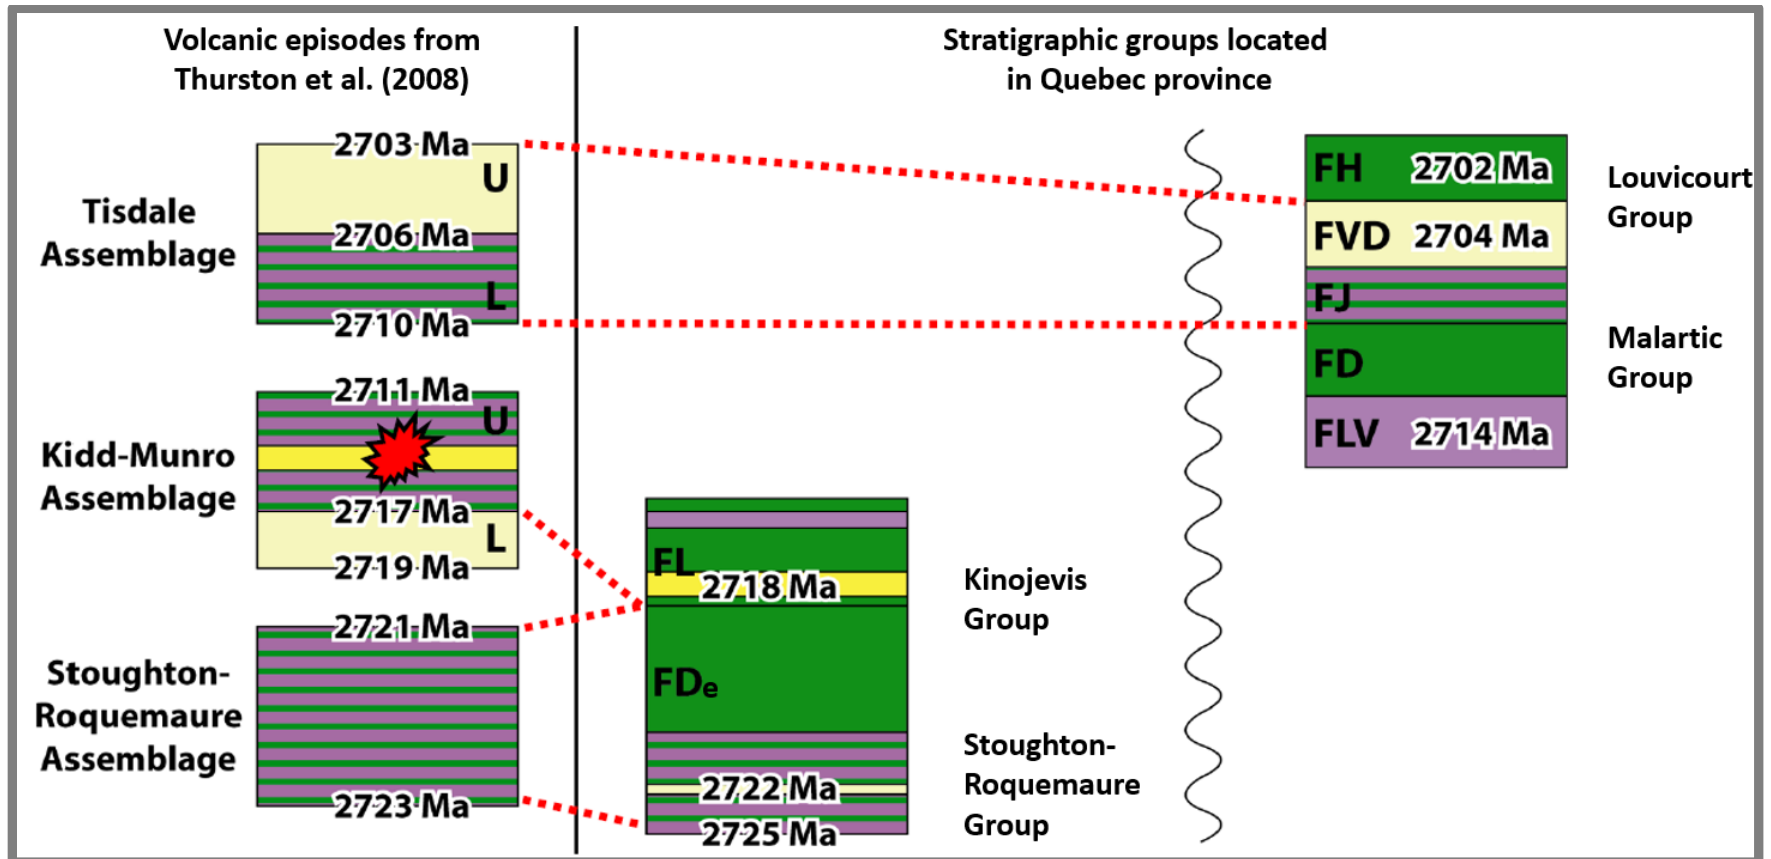 Volcanic episodes from
Thurston et al. (2008)
Stratigraphic groups located
in Quebec province
Tisdale
Assemblage
2703 Ma
U
2706 Ma
L
2710 Ma
Kidd-Munro
Assemblage
2711 Ma
U
2717 Ma
L
2719 Ma
Stoughton-
Roquemaure
Assemblage
2721 Ma
2723 Ma
FL
2718 Ma
FDe
2722 Ma
2725 Ma
Kinojevis
Group
Stoughton-
Roquemaure
Group
FH 2702 Ma
FVD 2704 Ma
FJ
FD
FLV 2714 Ma
Louvicourt
Group
Malartic
Group